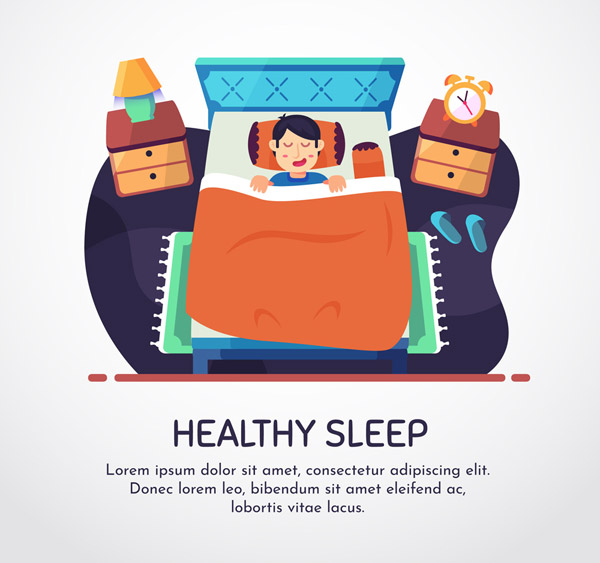 HEALTHY SLEEP
Lorem ipsum dolor sit amet, consectetur adipiscing elit.
Donec lorem leo, bibendum sit amet eleifend ac,
lobortis vitae lacus.